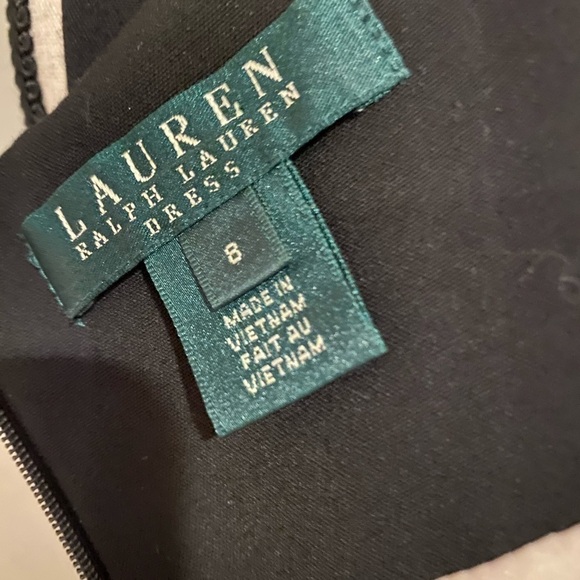 LAUREN
RALPH LAUREN
DRESS
8
MADE IN
VIETNAM
FAIT AU
VIETNAM